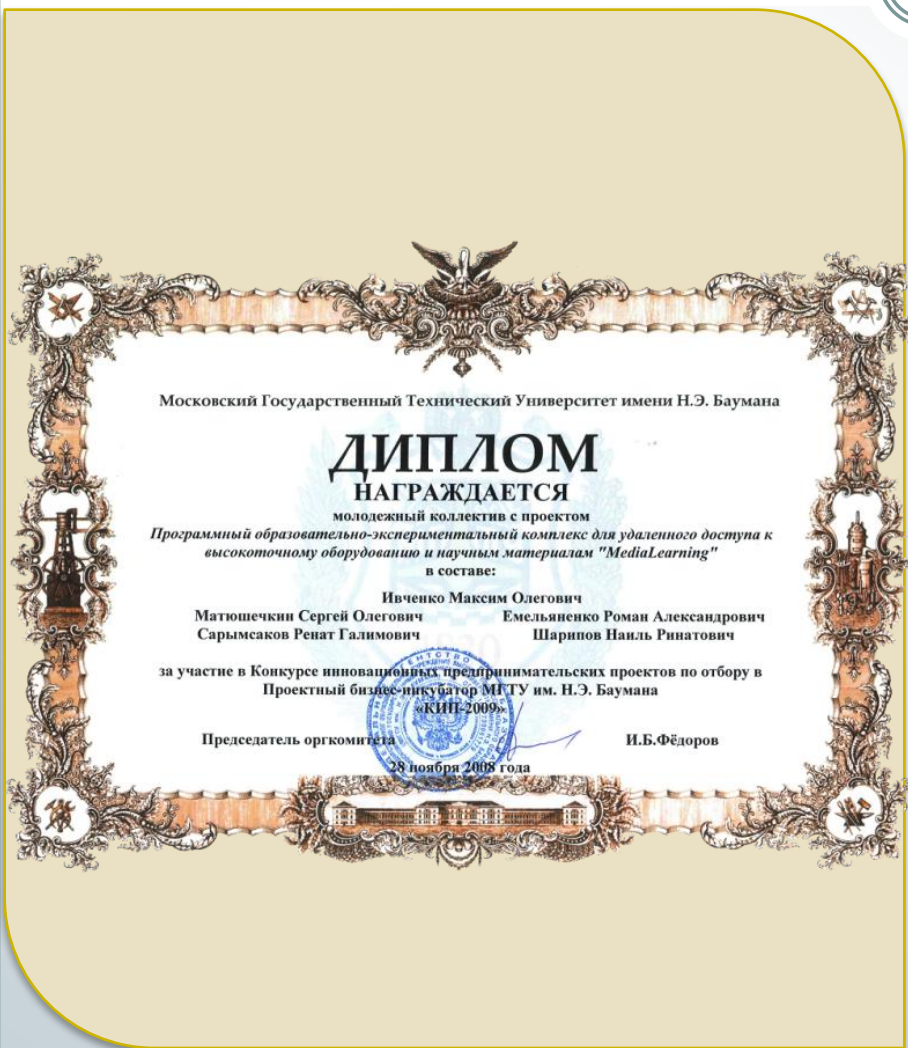 Московский Государственный Технический Университет имени Н.Э. Баумана
ДИПЛОМ
НАГРАЖДАЕТСЯ
молодежный коллектив с проектом
Программный образовательно-экспериментальный комплекс для удаленного доступа к
высокоточному оборудованию и научным материалам "MediaLearning"
в составе:
Ивченко Максим Олегович
Матюшечкин Сергей Олегович Емельяненко Роман Александрович
Сарымсаков Ренат Галимович Шарипов Наиль Ринатович
за участие в Конкурсе инновационных предпринимательских проектов по отбору в
Проектный бизнес-инкубатор МГТУ им. Н.Э. Баумана
«КИП-2009»
Председатель оргкомитета И.Б.Фёдоров
28 ноября 2008 года